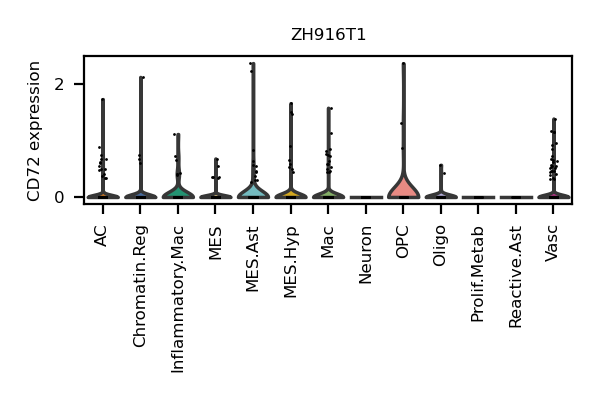 ZH916T1
CD72 expression
2
0
AC
Chromatin.Reg
Inflammatory.Mac
MES
MES.Ast
MES.Hyp
Mac
Neuron
OPC
Oligo
Prolif.Metab
Reactive.Ast
Vasc